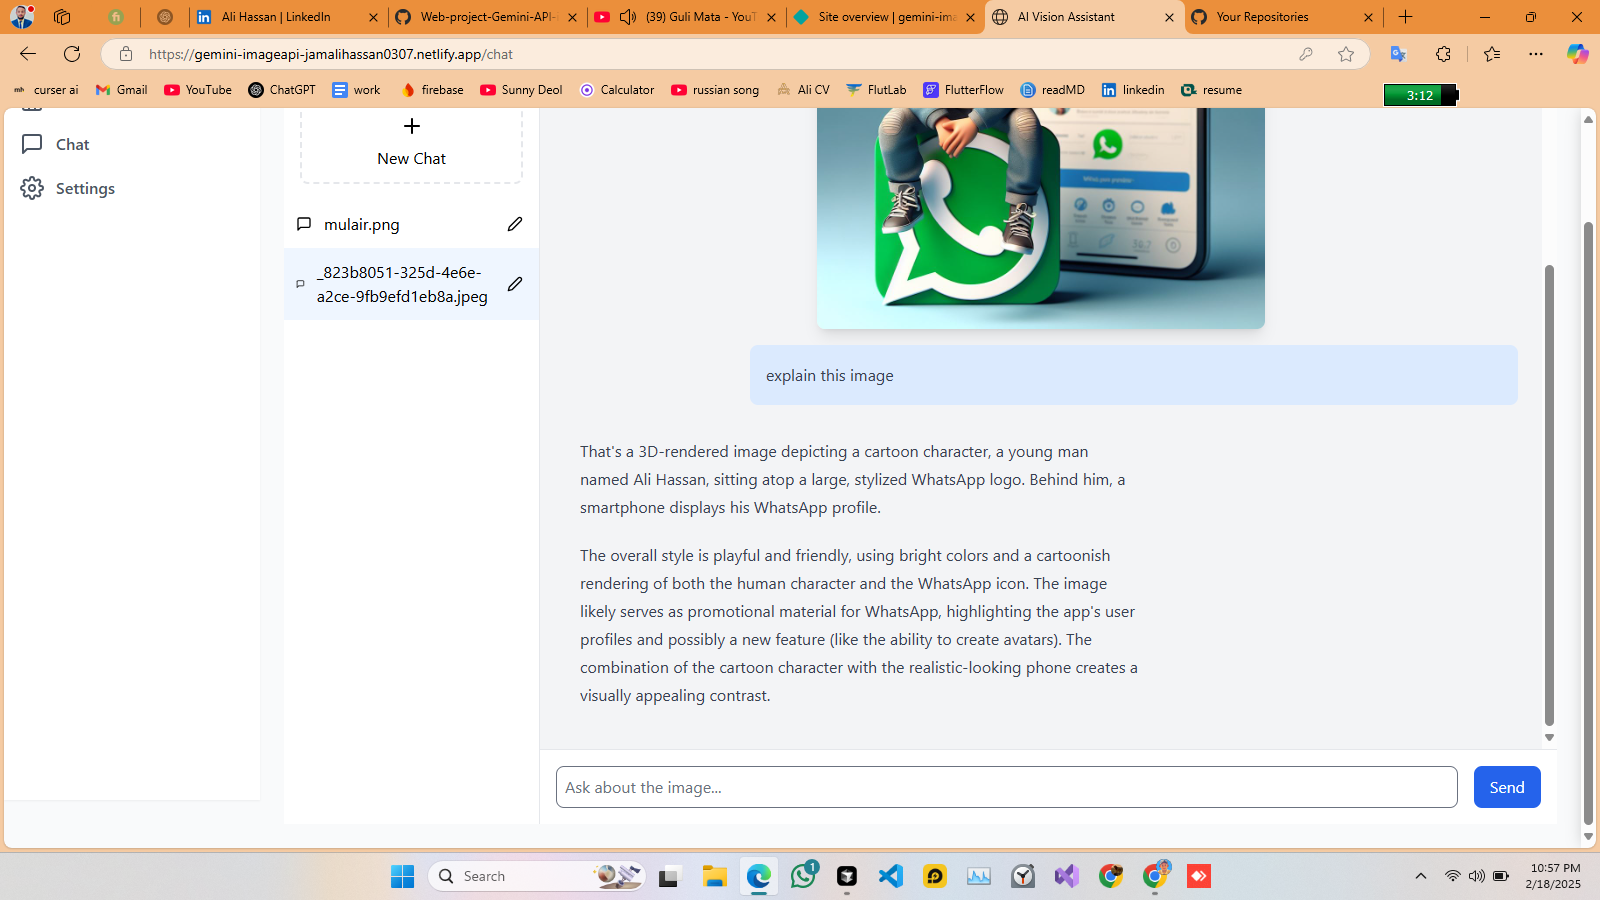 Ali Hassan | LinkedIn
Web-project-Gemini-API-
(39) Guli Mata - YouT
Site overview | gemini-ima
AI Vision Assistant
Your Repositories
https://gemini-imageapi-jamalihassan0307.netlify.app/chat
curser ai
Gmail
YouTube
ChatGPT
work
firebase
Sunny Deol
Calculator
russian song
Ali CV
FlutLab
FlutterFlow
readMD
linkedin
resume
3:12
Chat
Settings
New Chat
mulair.png
_823b8051-325d-4e6e-
a2ce-9fb9efd1eb8a.jpeg
explain this image
That's a 3D-rendered image depicting a cartoon character, a young man
named Ali Hassan, sitting atop a large, stylized WhatsApp logo. Behind him, a
smartphone displays his WhatsApp profile.
The overall style is playful and friendly, using bright colors and a cartoonish
rendering of both the human character and the WhatsApp icon. The image
likely serves as promotional material for WhatsApp, highlighting the app's user
profiles and possibly a new feature (like the ability to create avatars). The
combination of the cartoon character with the realistic-looking phone creates a
visually appealing contrast.
Ask about the image...
Send
Search
1
10:57 PM
2/18/2025